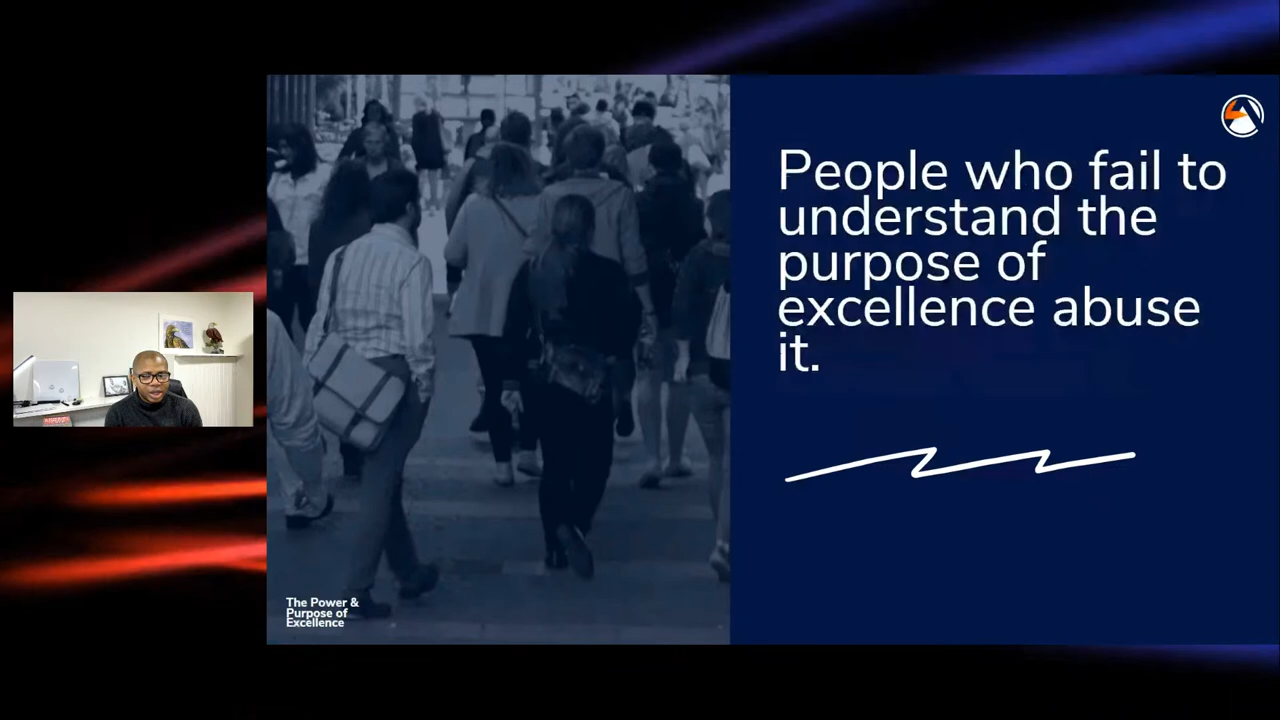 People who fail to
understand the
purpose of
excellence abuse
it.
The Power &
Purpose of
Excellence